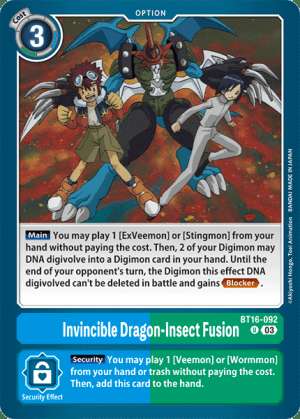 OPTION
Cost
3
©Akiyoshi Hongo, Toei Animation · BANDAI MADE IN JAPAN
Main You may play 1 [ExVeemon] or [Stingmon] from your
hand without paying the cost. Then, 2 of your Digimon may
DNA digivolve into a Digimon card in your hand. Until the
end of your opponent's turn, the Digimon this effect DNA
digivolved can't be deleted in battle and gains Blocker.
BT16-092
Invincible Dragon-Insect Fusion U 03
Security You may play 1 [Veemon] or [Wormmon]
from your hand or trash without paying the cost.
Then, add this card to the hand.
Security Effect